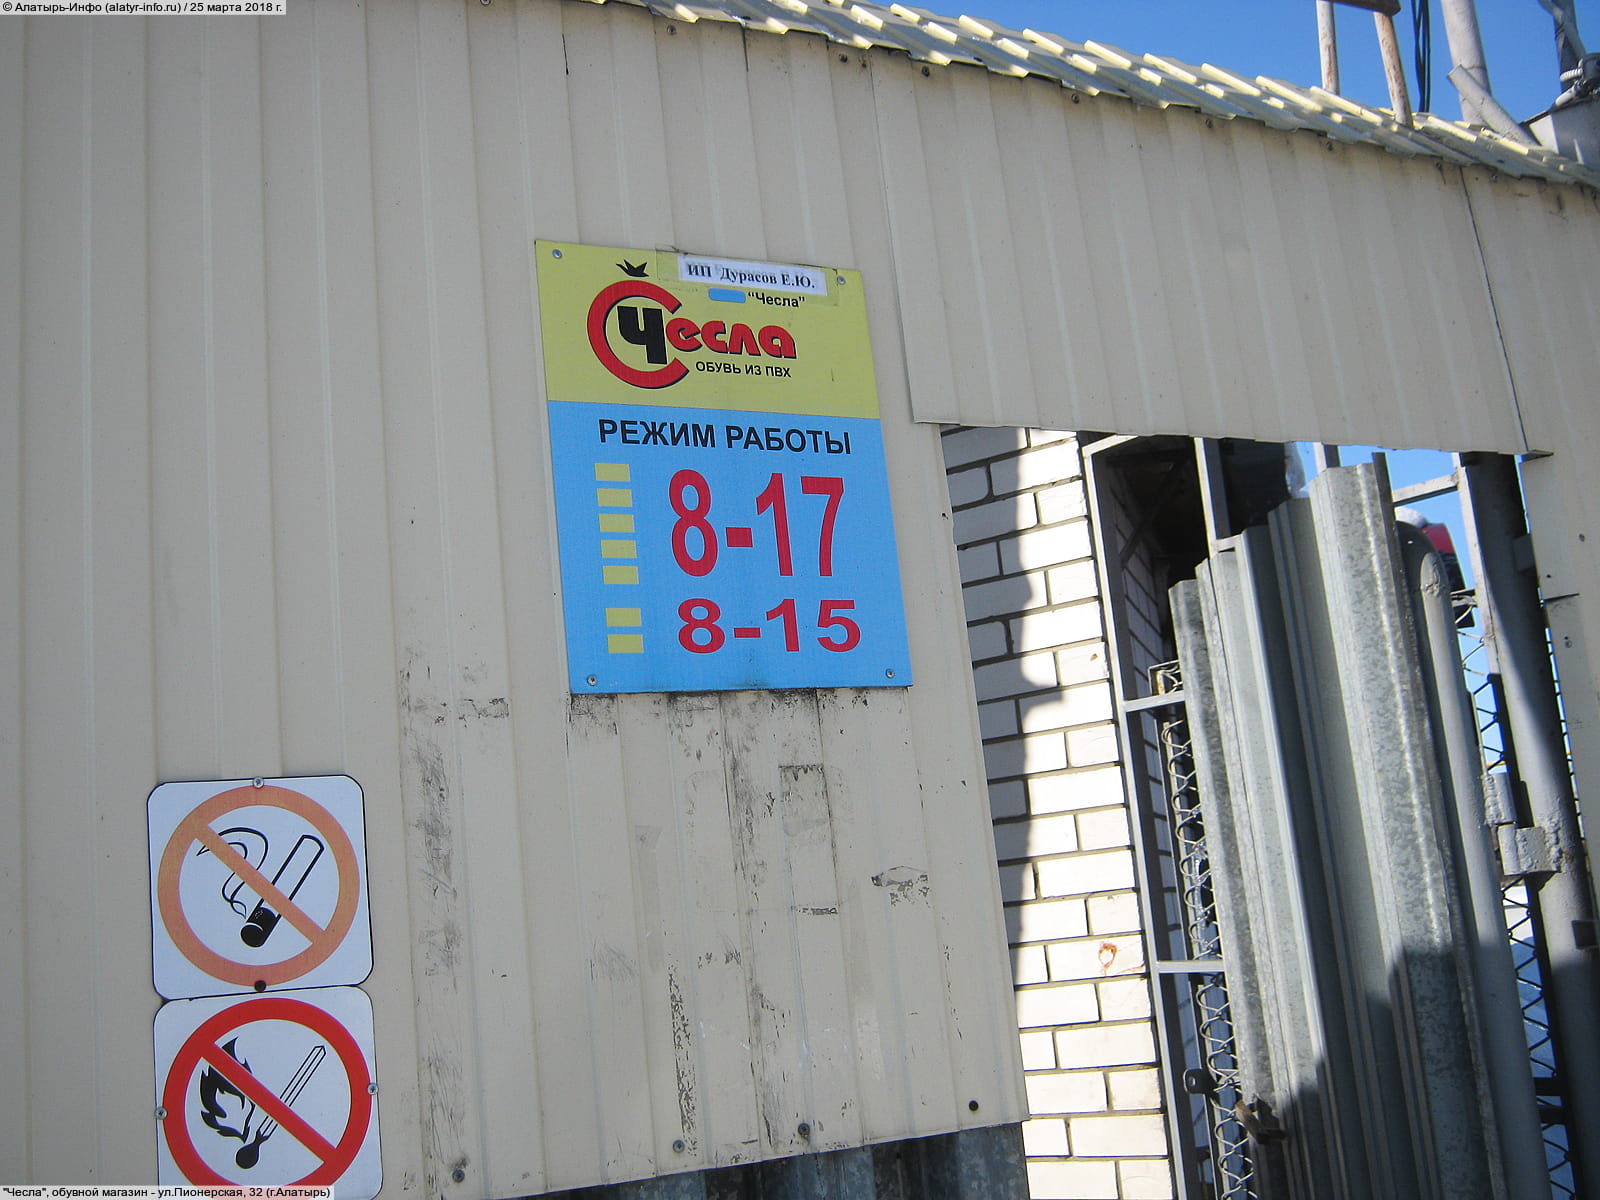 © Алатырь-Инфо (alatyr-info.ru) / 25 марта 2018 г.
ИП Дурасов Е.Ю.
"Чесла"
Чесла
ОБУВЬ ИЗ ПВХ
РЕЖИМ РАБОТЫ
8-17
8-15
"Чесла", обувной магазин - ул.Пионерская, 32 (г.Алатырь)